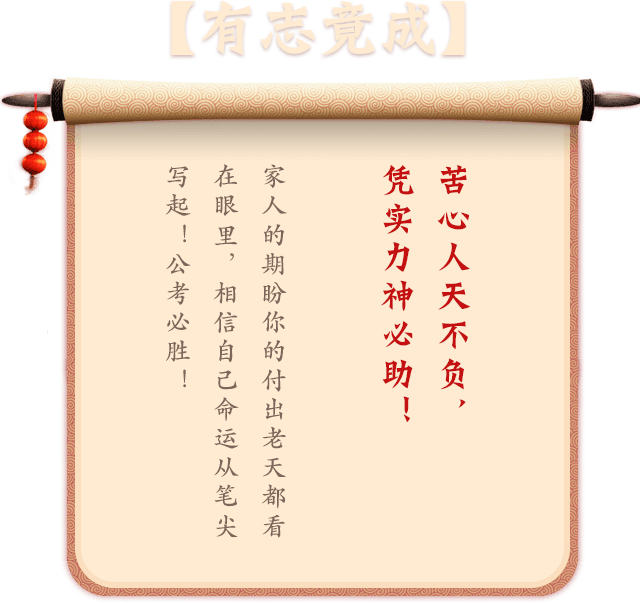 【有志竟成】
苦心人天不负，
凭实力神必助！
家人的期盼你的付出老天都看
在眼里，相信自己命运从笔尖
写起！公考必胜！